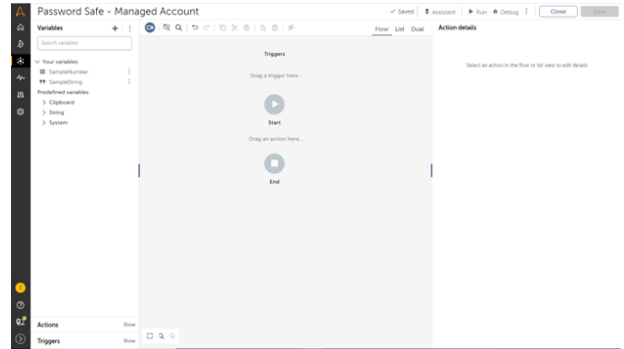 Password Safe - Managed Account
Saved
Assistant
Run
Debug
Close
Save
Variables
Search variables
Your variables
SampleNumber
SampleString
Predefined variables
Clipboard
String
System
Actions
Show
Triggers
Show
Flow
List
Dual
Triggers
Drag a trigger here...
Start
Drag an action here...
End
Action details
Select an action in the flow or list view to edit details